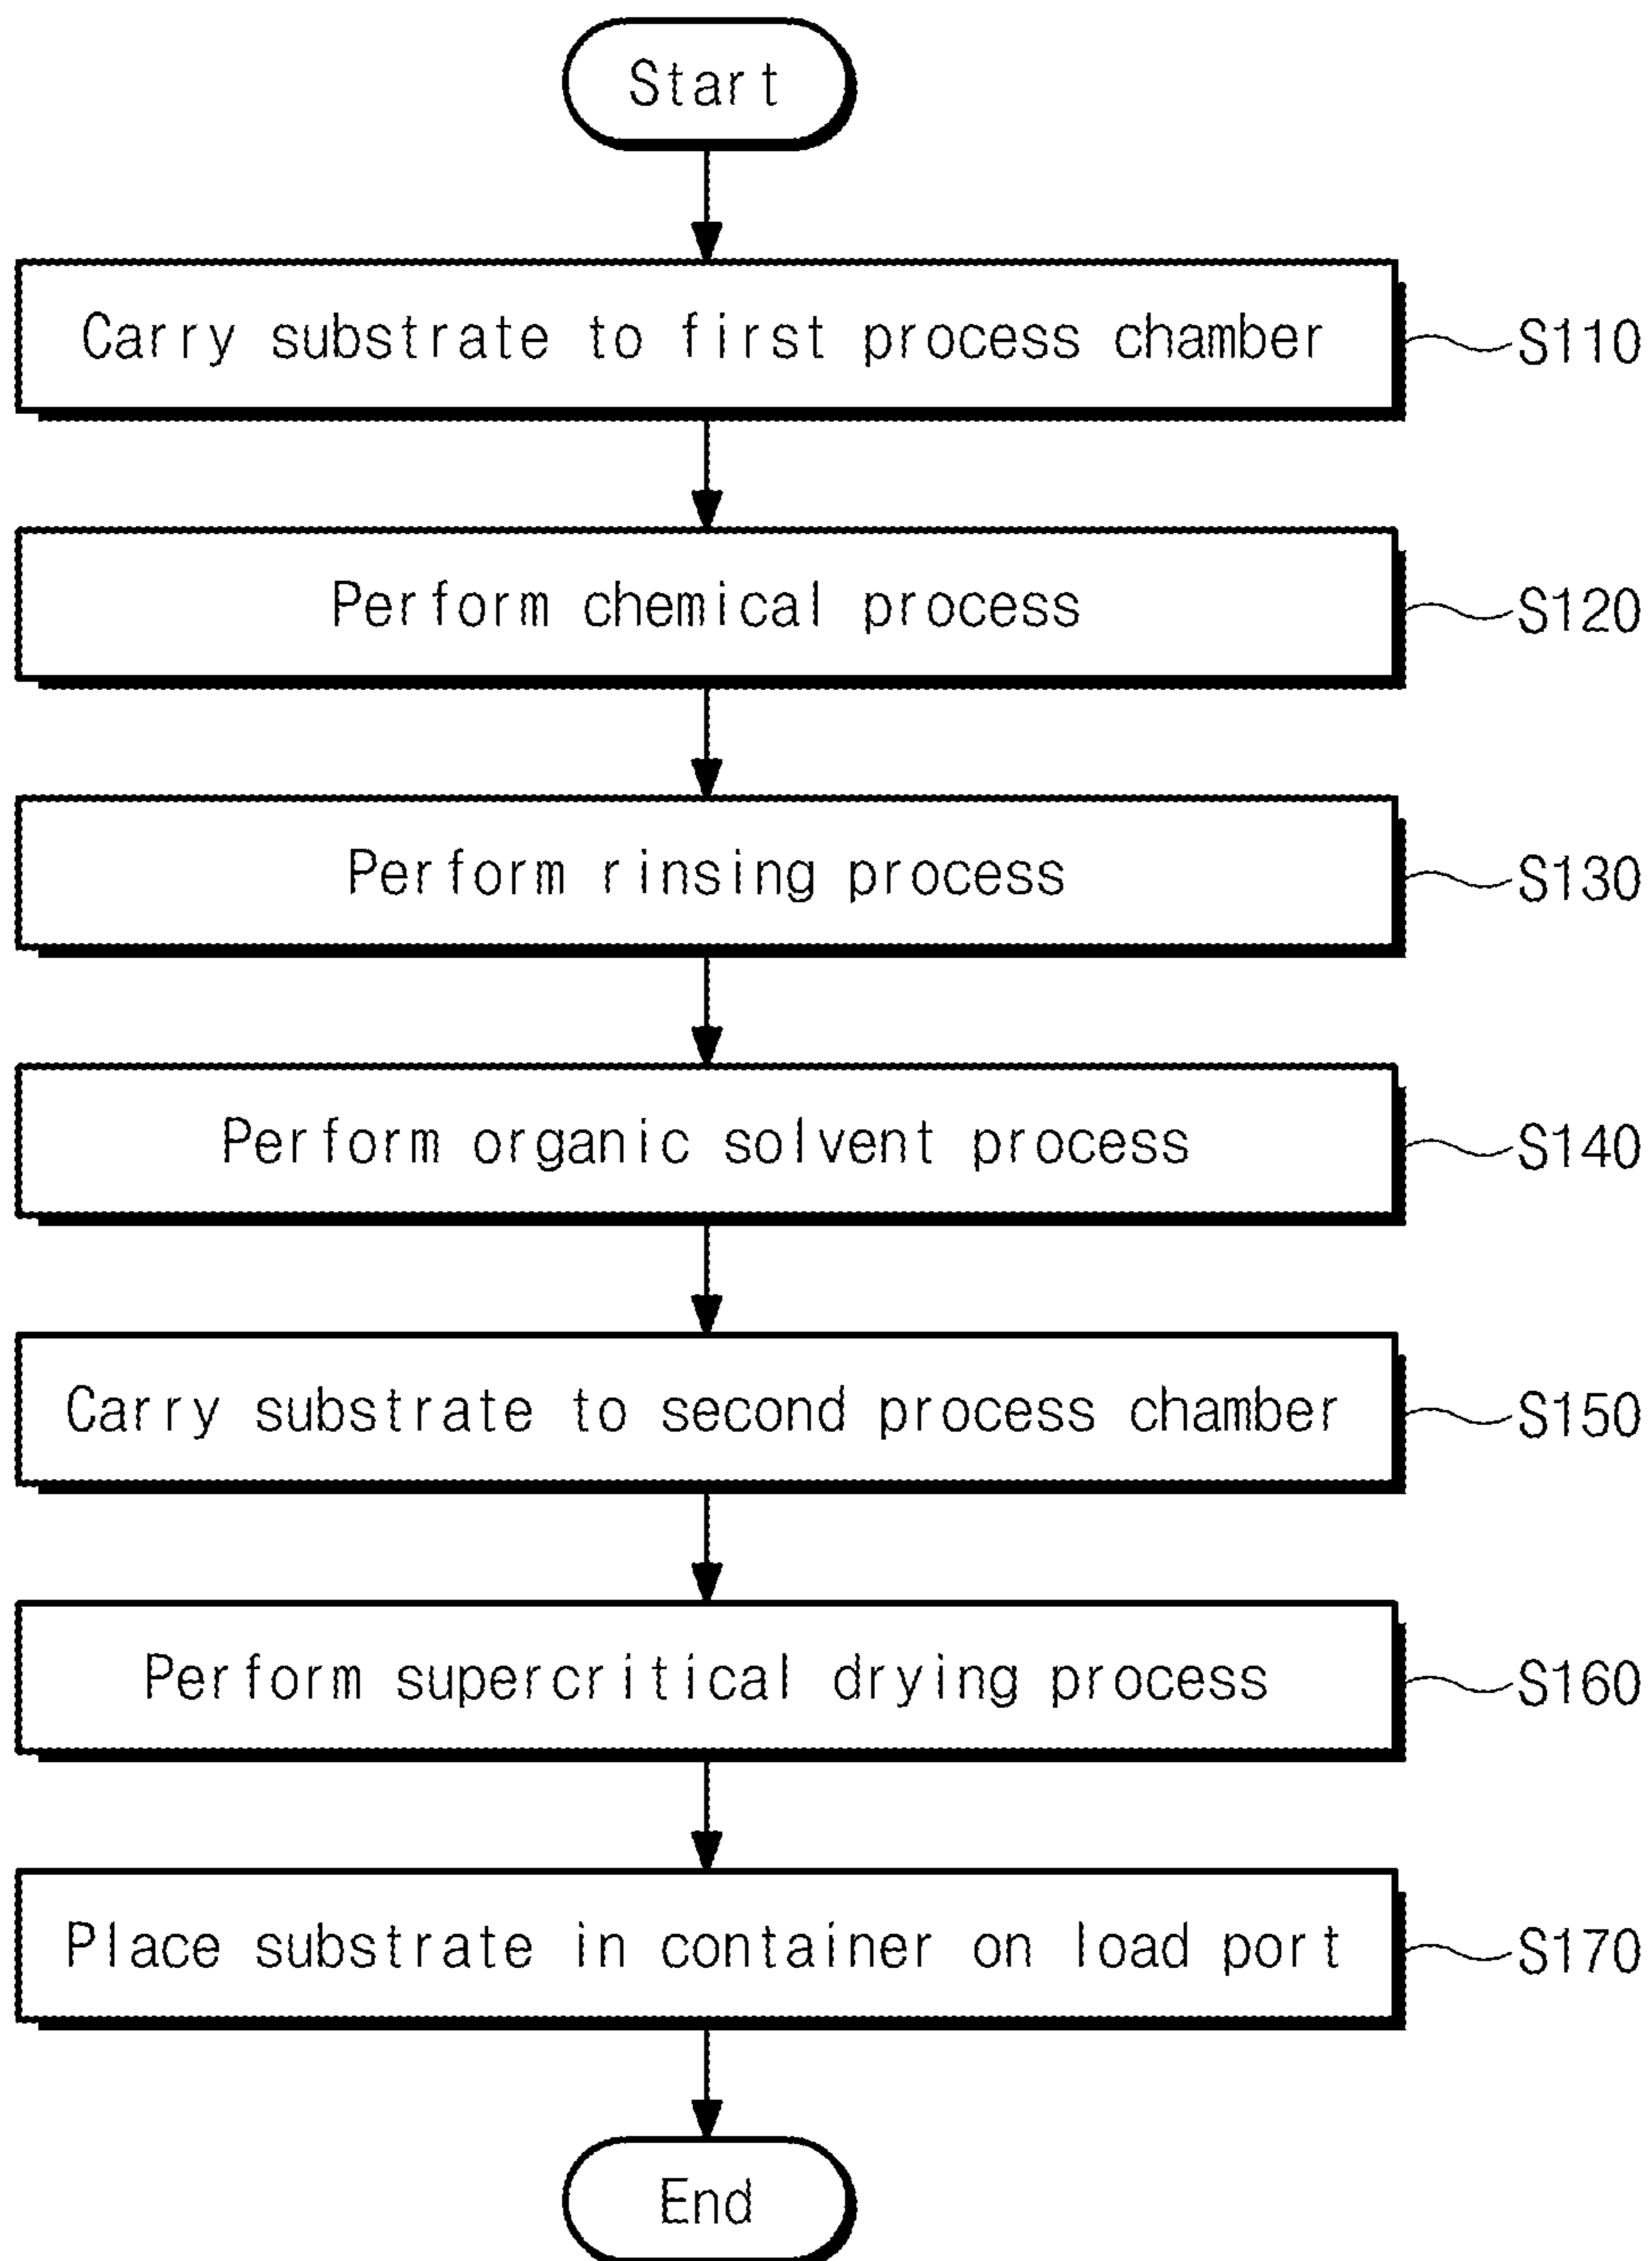 Start
Carry substrate to first process chamber
S110
Perform chemical process
S120
Perform rinsing process
S130
Perform organic solvent process
S140
Carry substrate to second process chamber
S150
Perform supercritical drying process
S160
Place substrate in container on load port
S170
End